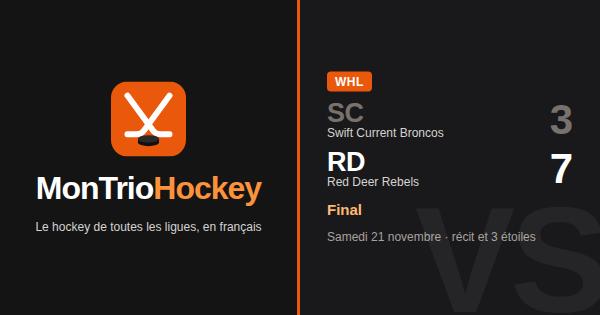 MonTrioHockey
Le hockey de toutes les ligues, en français
WHL
SC 3
Swift Current Broncos
RD 7
Red Deer Rebels
Final
Samedi 21 novembre · récit et 3 étoiles
VS